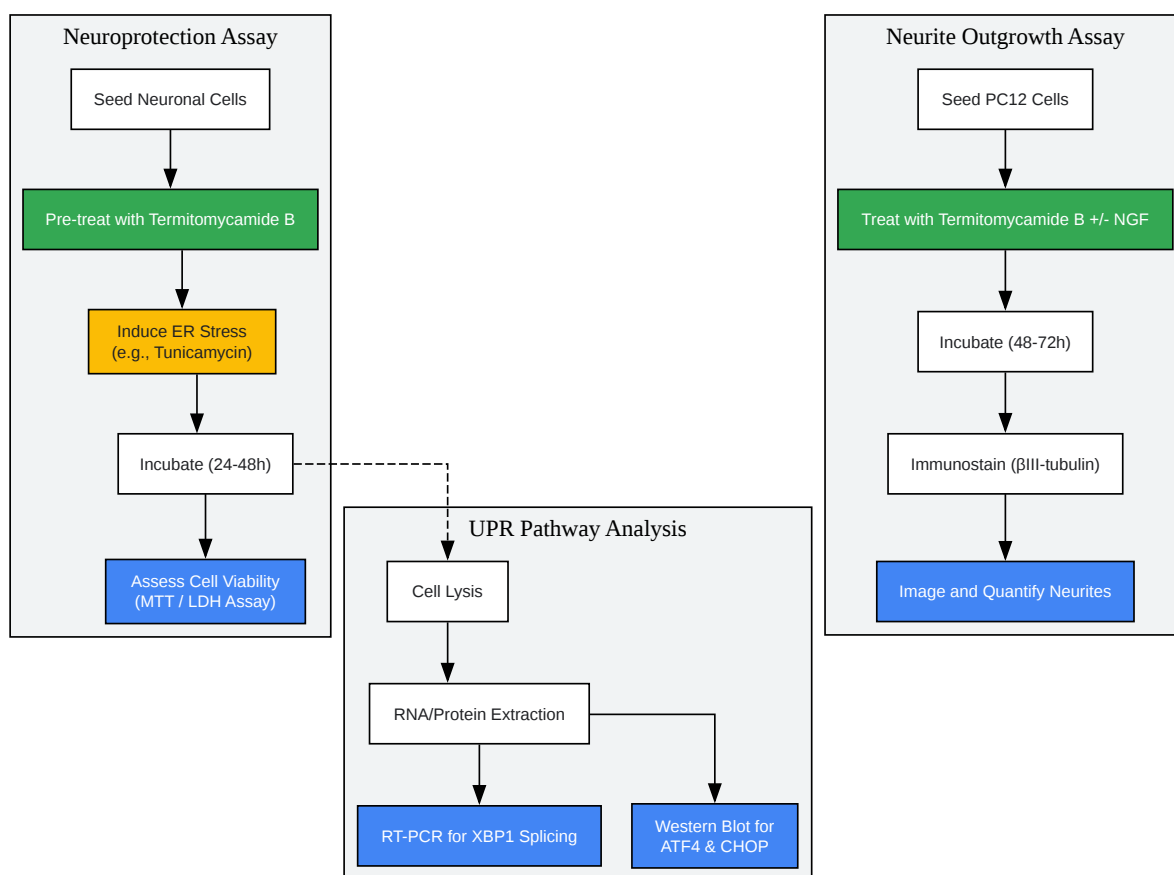 Neuroprotection Assay
Seed Neuronal Cells
Pre-treat with Termitomycamide B
Induce ER Stress
(e.g., Tunicamycin)
Incubate (24-48h)
Assess Cell Viability
(MTT / LDH Assay)
UPR Pathway Analysis
Cell Lysis
RNA/Protein Extraction
RT-PCR for XBP1 Splicing
Western Blot for
ATF4 & CHOP
Neurite Outgrowth Assay
Seed PC12 Cells
Treat with Termitomycamide B +/- NGF
Incubate (48-72h)
Immunostain (βIII-tubulin)
Image and Quantify Neurites